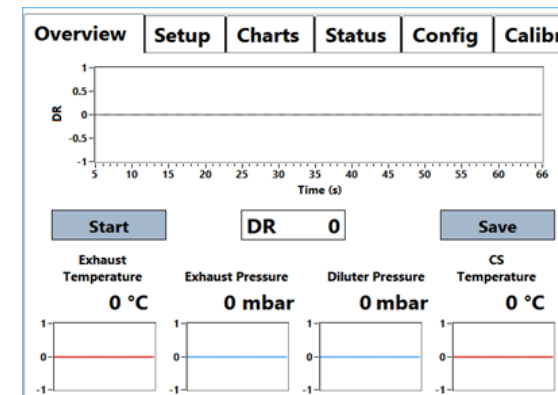 Overview Setup Charts Status Config Calibr
1
0.5
DR
0
-0.5
-1
5 10 15 20 25 30 35 40 45 50 55 60 66
Time (s)
Start DR 0 Save
Exhaust Temperature Exhaust Pressure Diluter Pressure CS Temperature
0 °C 0 mbar 0 mbar 0 °C
1 1 1 1
0 0 0 0
-1 -1 -1 -1